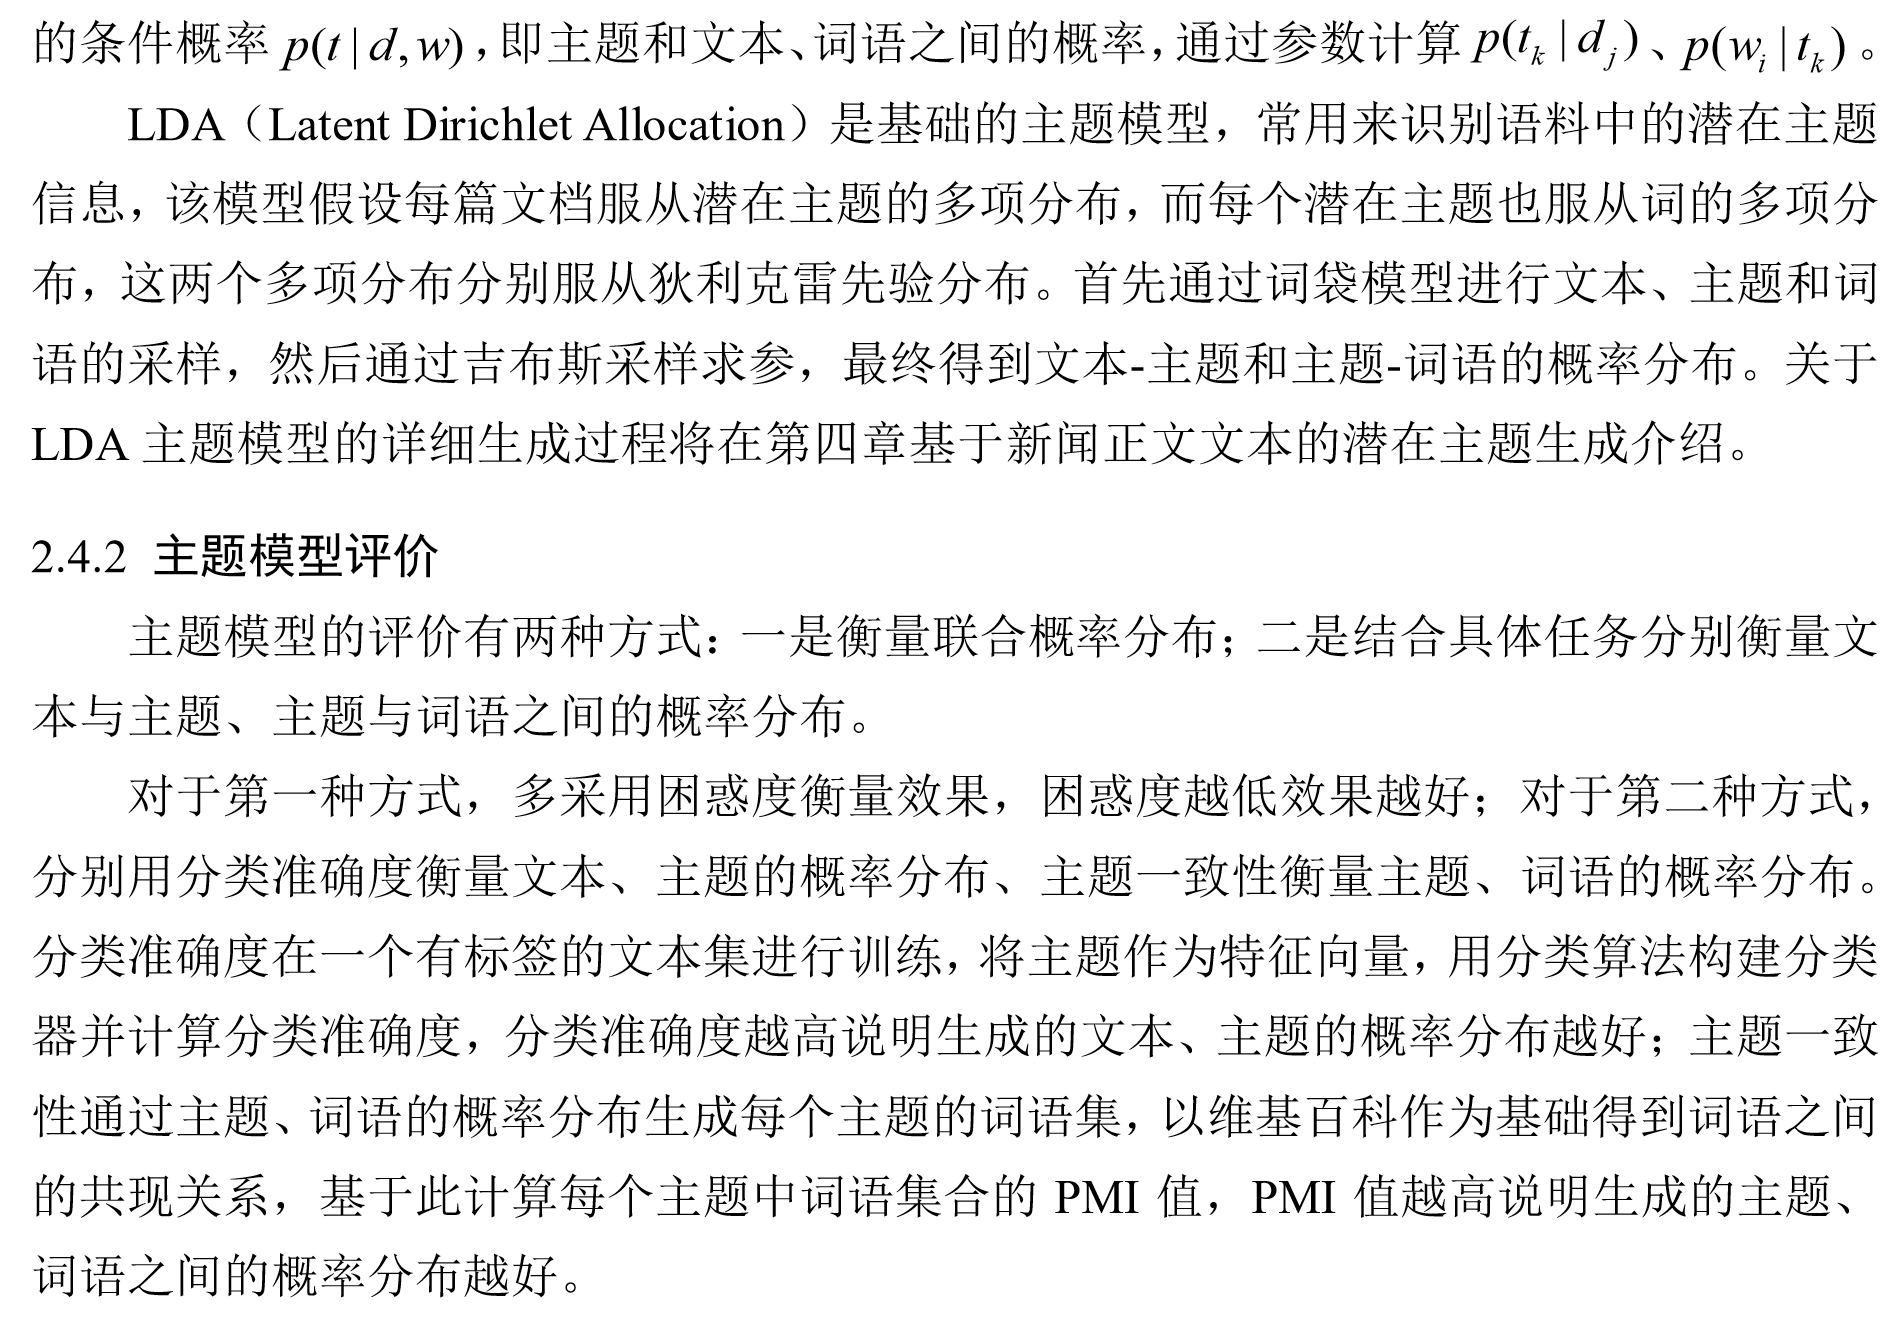 的条件概率 p(t | d, w)，即主题和文本、词语之间的概率，通过参数计算 p(t_k | d_j)、p(w_i | t_k)。
LDA（Latent Dirichlet Allocation）是基础的主题模型，常用来识别语料中的潜在主题
信息，该模型假设每篇文档服从潜在主题的多项分布，而每个潜在主题也服从词的多项分
布，这两个多项分布分别服从狄利克雷先验分布。首先通过词袋模型进行文本、主题和词
语的采样，然后通过吉布斯采样求参，最终得到文本-主题和主题-词语的概率分布。关于
LDA 主题模型的详细生成过程将在第四章基于新闻正文文本的潜在主题生成介绍。
2.4.2 主题模型评价
主题模型的评价有两种方式：一是衡量联合概率分布；二是结合具体任务分别衡量文
本与主题、主题与词语之间的概率分布。
对于第一种方式，多采用困惑度衡量效果，困惑度越低效果越好；对于第二种方式，
分别用分类准确度衡量文本、主题的概率分布、主题一致性衡量主题、词语的概率分布。
分类准确度在一个有标签的文本集进行训练，将主题作为特征向量，用分类算法构建分类
器并计算分类准确度，分类准确度越高说明生成的文本、主题的概率分布越好；主题一致
性通过主题、词语的概率分布生成每个主题的词语集，以维基百科作为基础得到词语之间
的共现关系，基于此计算每个主题中词语集合的 PMI 值，PMI 值越高说明生成的主题、
词语之间的概率分布越好。